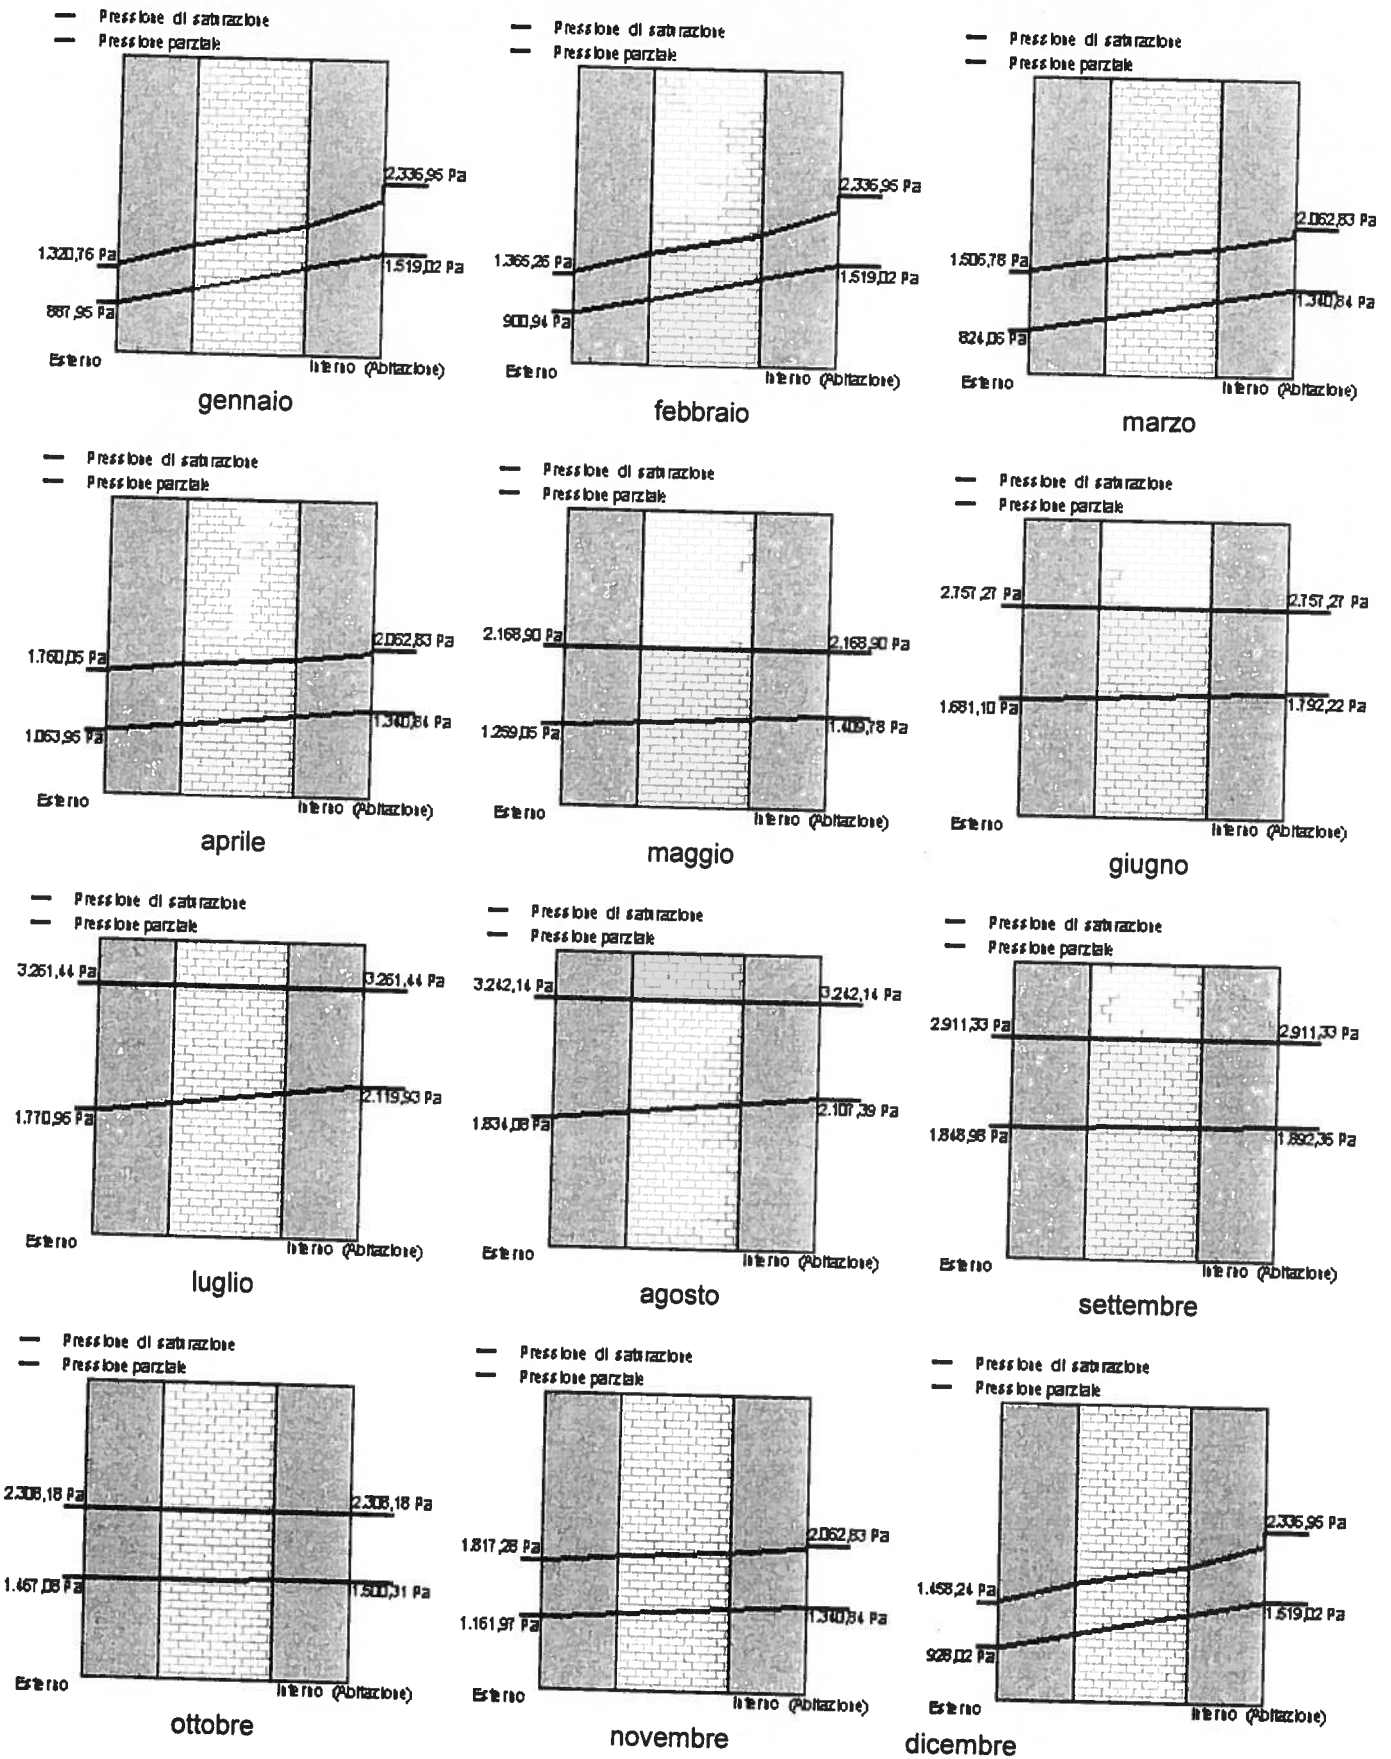 Pressione di saturazione
Pressione parziale
2.336,95 Pa
1.320,76 Pa
1.519,02 Pa
887,95 Pa
Esterno
Interno (Abitazione)
gennaio
Pressione di saturazione
Pressione parziale
2.336,95 Pa
1.365,26 Pa
1.519,02 Pa
900,94 Pa
Esterno
Interno (Abitazione)
febbraio
Pressione di saturazione
Pressione parziale
2.062,83 Pa
1.506,78 Pa
1.340,84 Pa
824,06 Pa
Esterno
Interno (Abitazione)
marzo
Pressione di saturazione
Pressione parziale
2.062,83 Pa
1.760,05 Pa
1.340,84 Pa
1.063,95 Pa
Esterno
Interno (Abitazione)
aprile
Pressione di saturazione
Pressione parziale
2.168,90 Pa
2.168,90 Pa
1.259,05 Pa
1.409,78 Pa
Esterno
Interno (Abitazione)
maggio
Pressione di saturazione
Pressione parziale
2.757,27 Pa
2.757,27 Pa
1.681,10 Pa
1.792,22 Pa
Esterno
Interno (Abitazione)
giugno
Pressione di saturazione
Pressione parziale
3.261,44 Pa
3.261,44 Pa
1.770,96 Pa
2.119,93 Pa
Esterno
Interno (Abitazione)
luglio
Pressione di saturazione
Pressione parziale
3.242,14 Pa
3.242,14 Pa
1.834,08 Pa
2.107,39 Pa
Esterno
Interno (Abitazione)
agosto
Pressione di saturazione
Pressione parziale
2.911,33 Pa
2.911,33 Pa
1.848,98 Pa
1.892,36 Pa
Esterno
Interno (Abitazione)
settembre
Pressione di saturazione
Pressione parziale
2.308,18 Pa
2.308,18 Pa
1.467,08 Pa
1.500,31 Pa
Esterno
Interno (Abitazione)
ottobre
Pressione di saturazione
Pressione parziale
2.062,83 Pa
1.817,28 Pa
1.161,97 Pa
1.340,84 Pa
Esterno
Interno (Abitazione)
novembre
Pressione di saturazione
Pressione parziale
2.336,95 Pa
1.458,24 Pa
1.519,02 Pa
928,02 Pa
Esterno
Interno (Abitazione)
dicembre